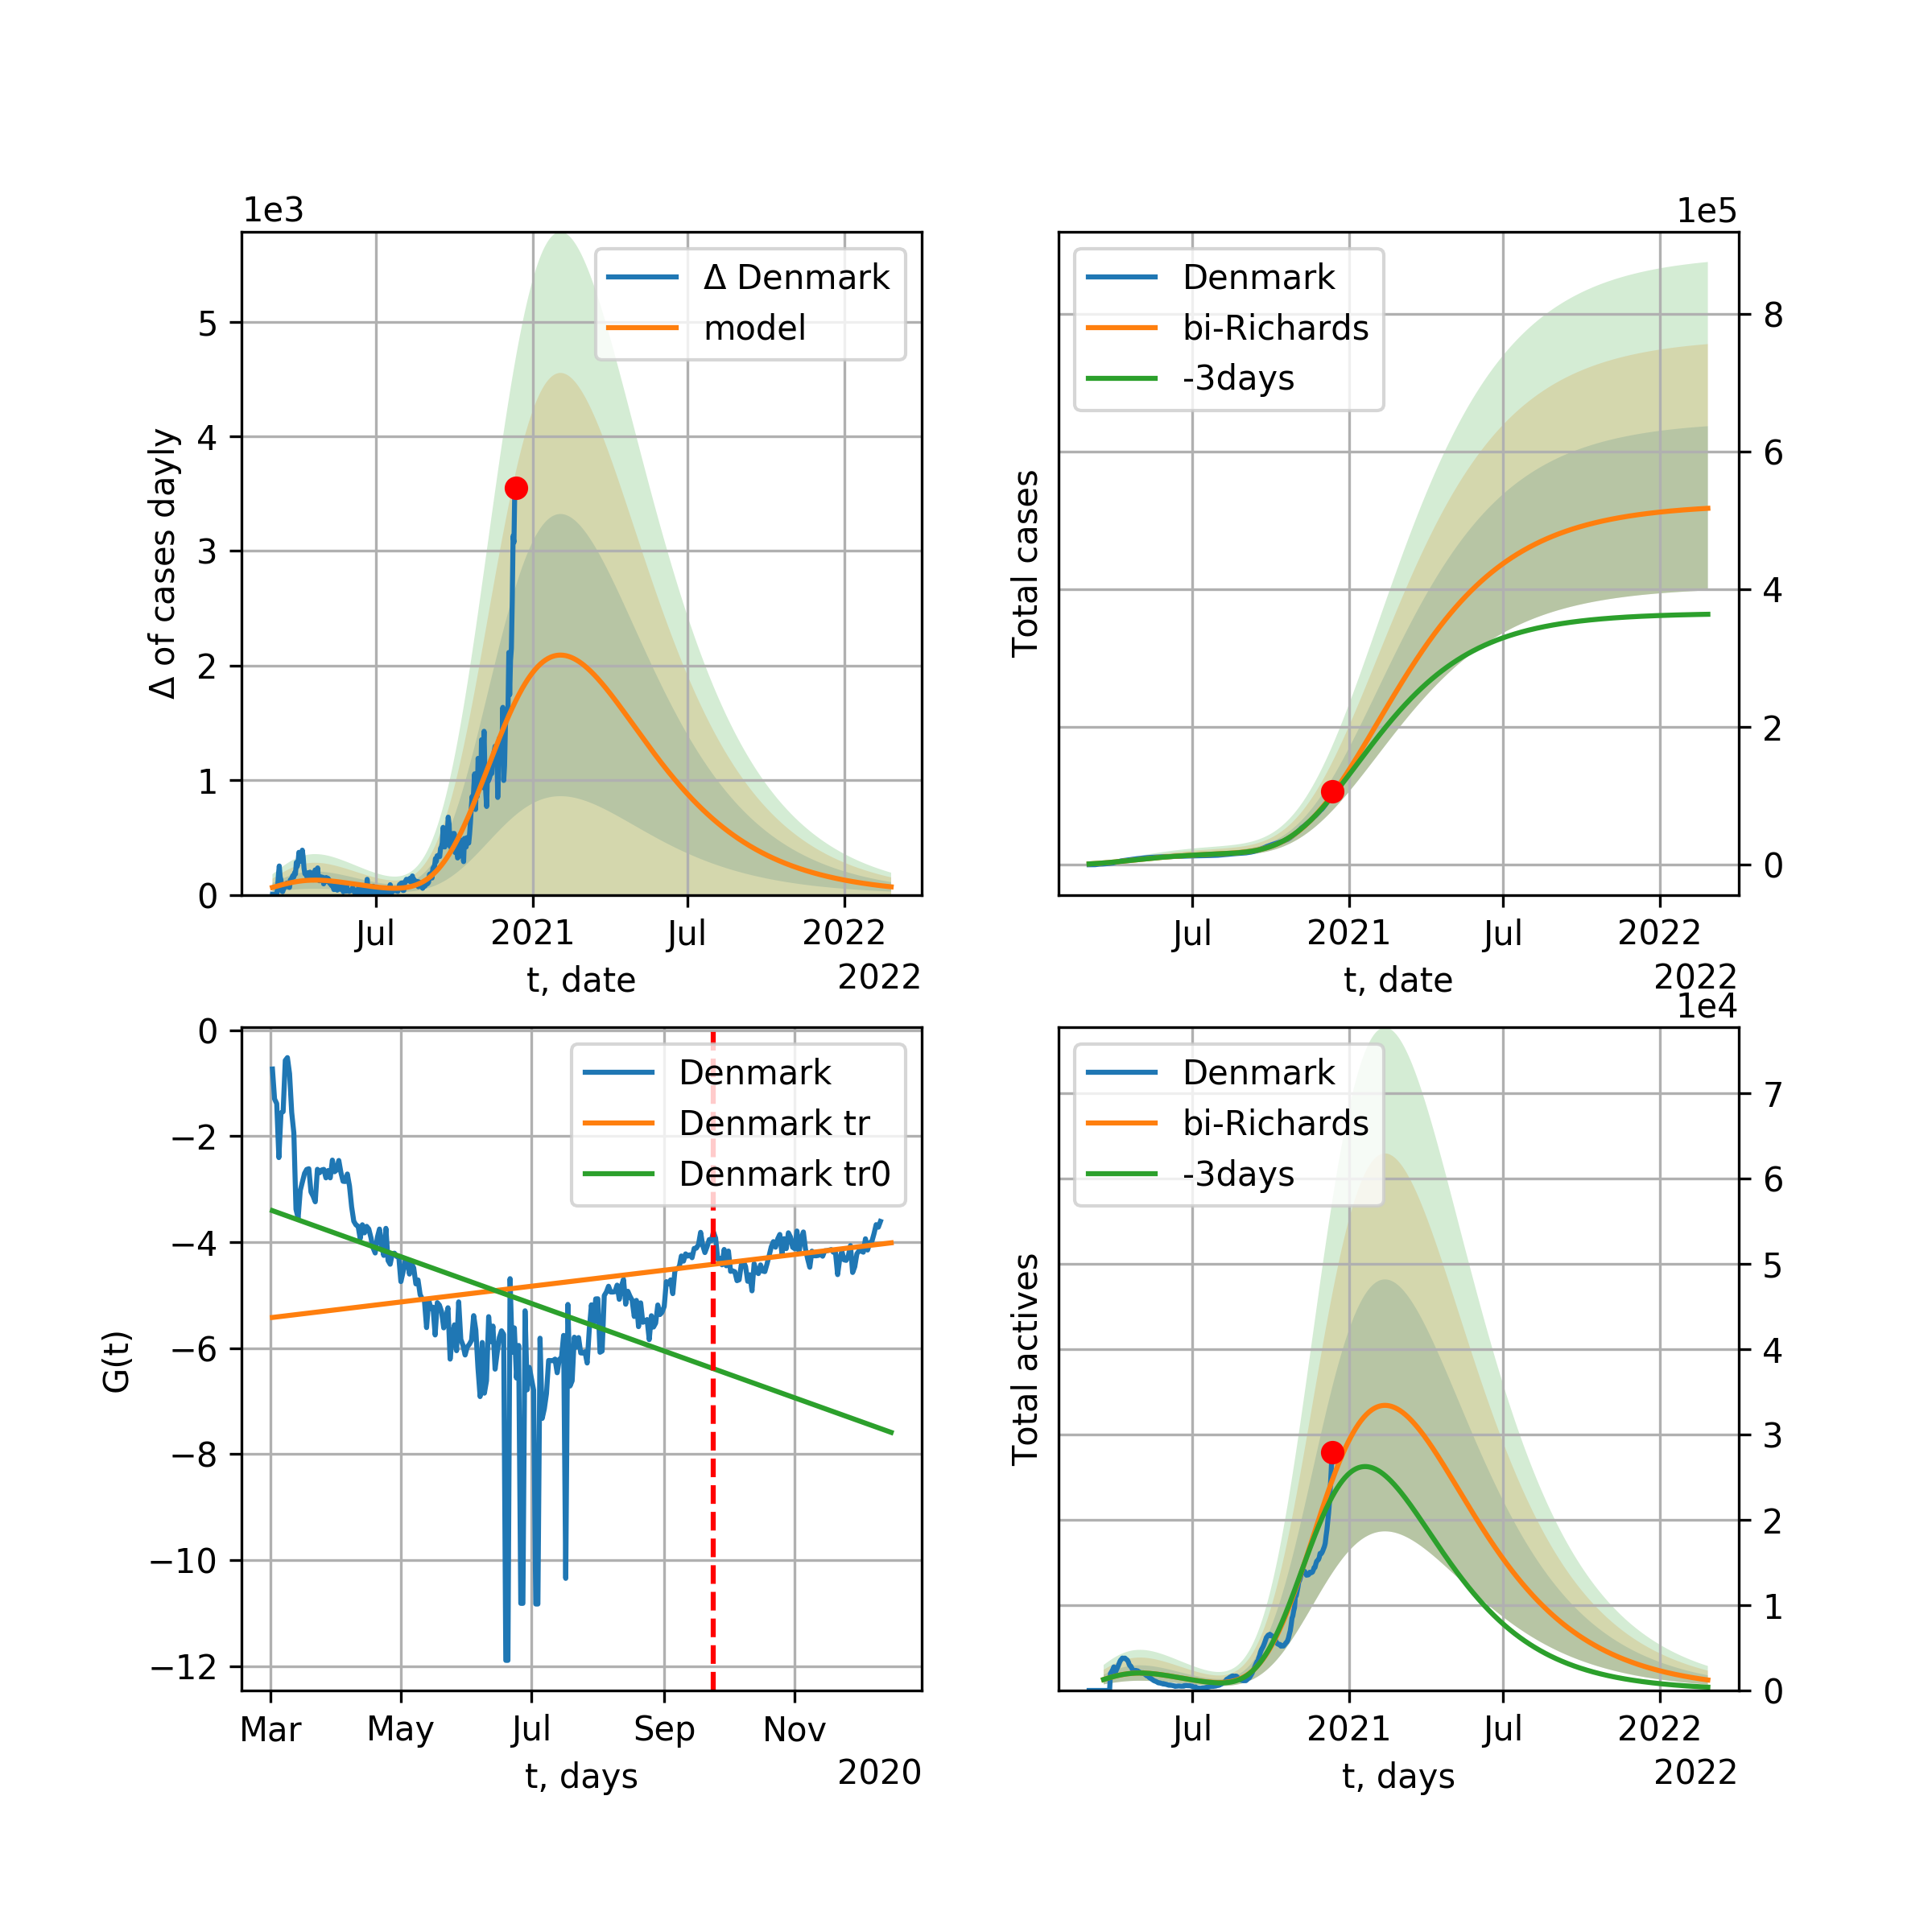 1e3
Δ of cases dayly
5
4
3
2
1
0
Δ Denmark
model
Jul
2021
Jul
2022
t, date
2022
1e5
Total cases
Denmark
bi-Richards
-3days
8
6
4
2
0
Jul
2021
Jul
2022
t, date
2022
G(t)
0
−2
−4
−6
−8
−10
−12
Denmark
Denmark tr
Denmark tr0
Mar
May
Jul
Sep
Nov
t, days
2020
1e4
Total actives
Denmark
bi-Richards
-3days
7
6
5
4
3
2
1
0
Jul
2021
Jul
2022
t, days
2022